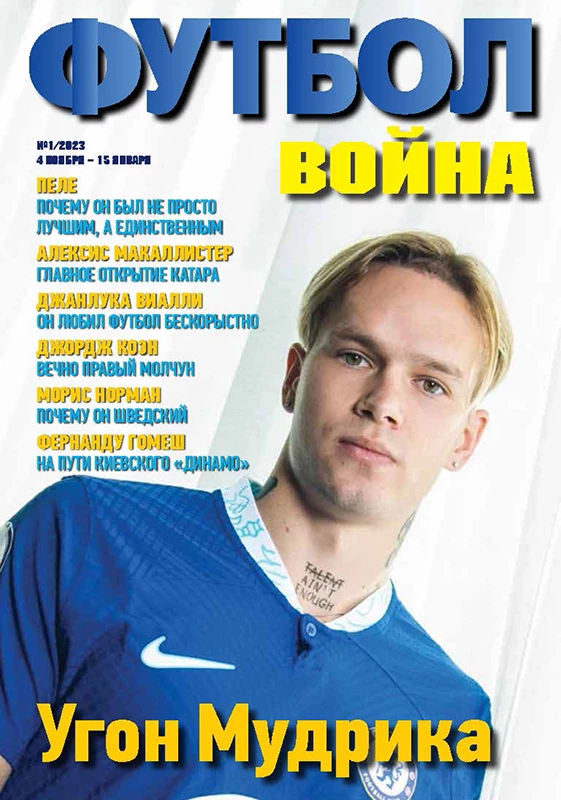 ФУТБОЛ
ВОЙНА
№1/2023
4 НОЯБРЯ – 15 ЯНВАРЯ
ПЕЛЕ
ПОЧЕМУ ОН БЫЛ НЕ ПРОСТО
ЛУЧШИМ, А ЕДИНСТВЕННЫМ
АЛЕКСИС МАКАЛЛИСТЕР
ГЛАВНОЕ ОТКРЫТИЕ КАТАРА
ДЖАНЛУКА ВИАЛЛИ
ОН ЛЮБИЛ ФУТБОЛ БЕСКОРЫСТНО
ДЖОРДЖ КОЭН
ВЕЧНО ПРАВЫЙ МОЛЧУН
МОРИС НОРМАН
ПОЧЕМУ ОН ШВЕДСКИЙ
ФЕРНАНДУ ГОМЕШ
НА ПУТИ КИЕВСКОГО «ДИНАМО»
TALENT
AIN'T
ENOUGH
Угон Мудрика